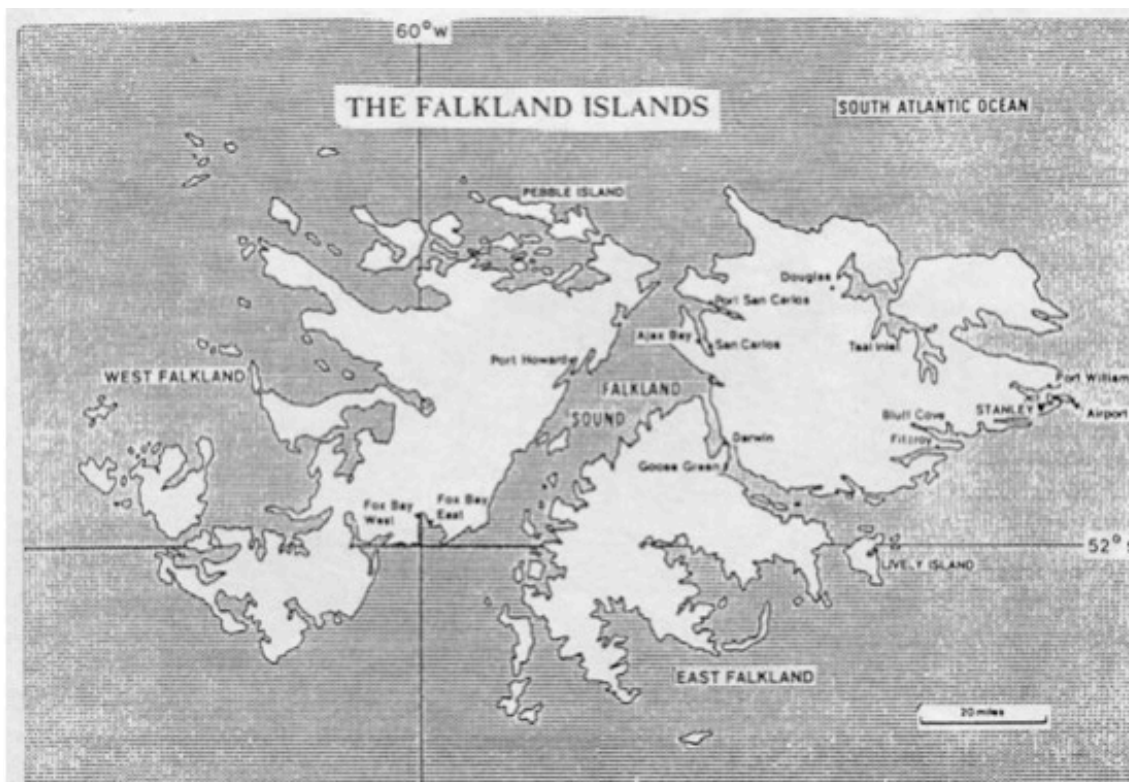 60° W
THE FALKLAND ISLANDS
SOUTH ATLANTIC OCEAN
PEBBLE ISLAND
Douglas
Port San Carlos
Ajax Bay
San Carlos
Teal Inlet
Port Howard
WEST FALKLAND
FALKLAND
SOUND
Port William
STANLEY
Airport
Bluff Cove
Fitzroy
Darwin
Goose Green
Fox Bay
West
Fox Bay
East
52° S
LIVELY ISLAND
EAST FALKLAND
20 miles